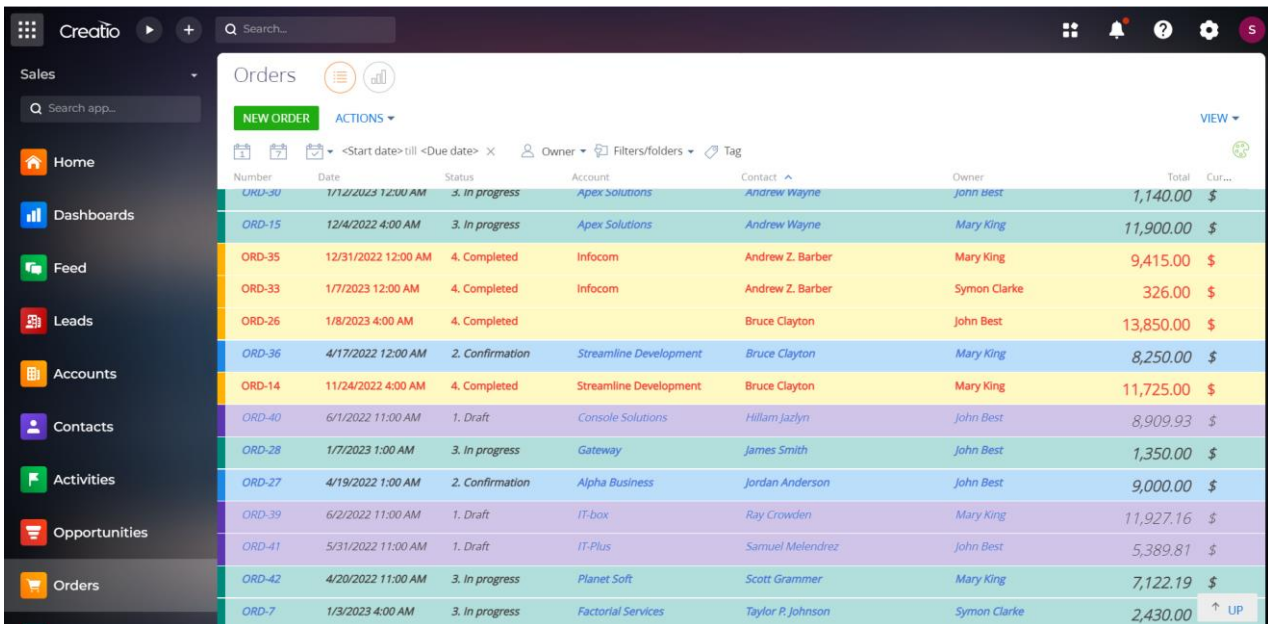 Creatio Search... S
Sales
Search app...
Home
Dashboards
Feed
Leads
Accounts
Contacts
Activities
Opportunities
Orders
Orders
NEW ORDER ACTIONS VIEW
1 7 <Start date> till <Due date> × Owner Filters/folders Tag
Number Date Status Account Contact Owner Total Cur...
ORD-30 1/12/2023 12:00 AM 3. In progress Apex Solutions Andrew Wayne John Best 1,140.00 $
ORD-15 12/4/2022 4:00 AM 3. In progress Apex Solutions Andrew Wayne Mary King 11,900.00 $
ORD-35 12/31/2022 12:00 AM 4. Completed Infocom Andrew Z. Barber Mary King 9,415.00 $
ORD-33 1/7/2023 12:00 AM 4. Completed Infocom Andrew Z. Barber Symon Clarke 326.00 $
ORD-26 1/8/2023 4:00 AM 4. Completed Bruce Clayton John Best 13,850.00 $
ORD-36 4/17/2022 12:00 AM 2. Confirmation Streamline Development Bruce Clayton Mary King 8,250.00 $
ORD-14 11/24/2022 4:00 AM 4. Completed Streamline Development Bruce Clayton Mary King 11,725.00 $
ORD-40 6/1/2022 11:00 AM 1. Draft Console Solutions Hillam Jazlyn John Best 8,909.93 $
ORD-28 1/7/2023 1:00 AM 3. In progress Gateway James Smith John Best 1,350.00 $
ORD-27 4/19/2022 1:00 AM 2. Confirmation Alpha Business Jordan Anderson John Best 9,000.00 $
ORD-39 6/2/2022 11:00 AM 1. Draft IT-box Ray Crowden Mary King 11,927.16 $
ORD-41 5/31/2022 11:00 AM 1. Draft IT-Plus Samuel Melendrez John Best 5,389.81 $
ORD-42 4/20/2022 11:00 AM 3. In progress Planet Soft Scott Grammer Mary King 7,122.19 $
ORD-7 1/3/2023 4:00 AM 3. In progress Factorial Services Taylor P. Johnson Symon Clarke 2,430.00
UP